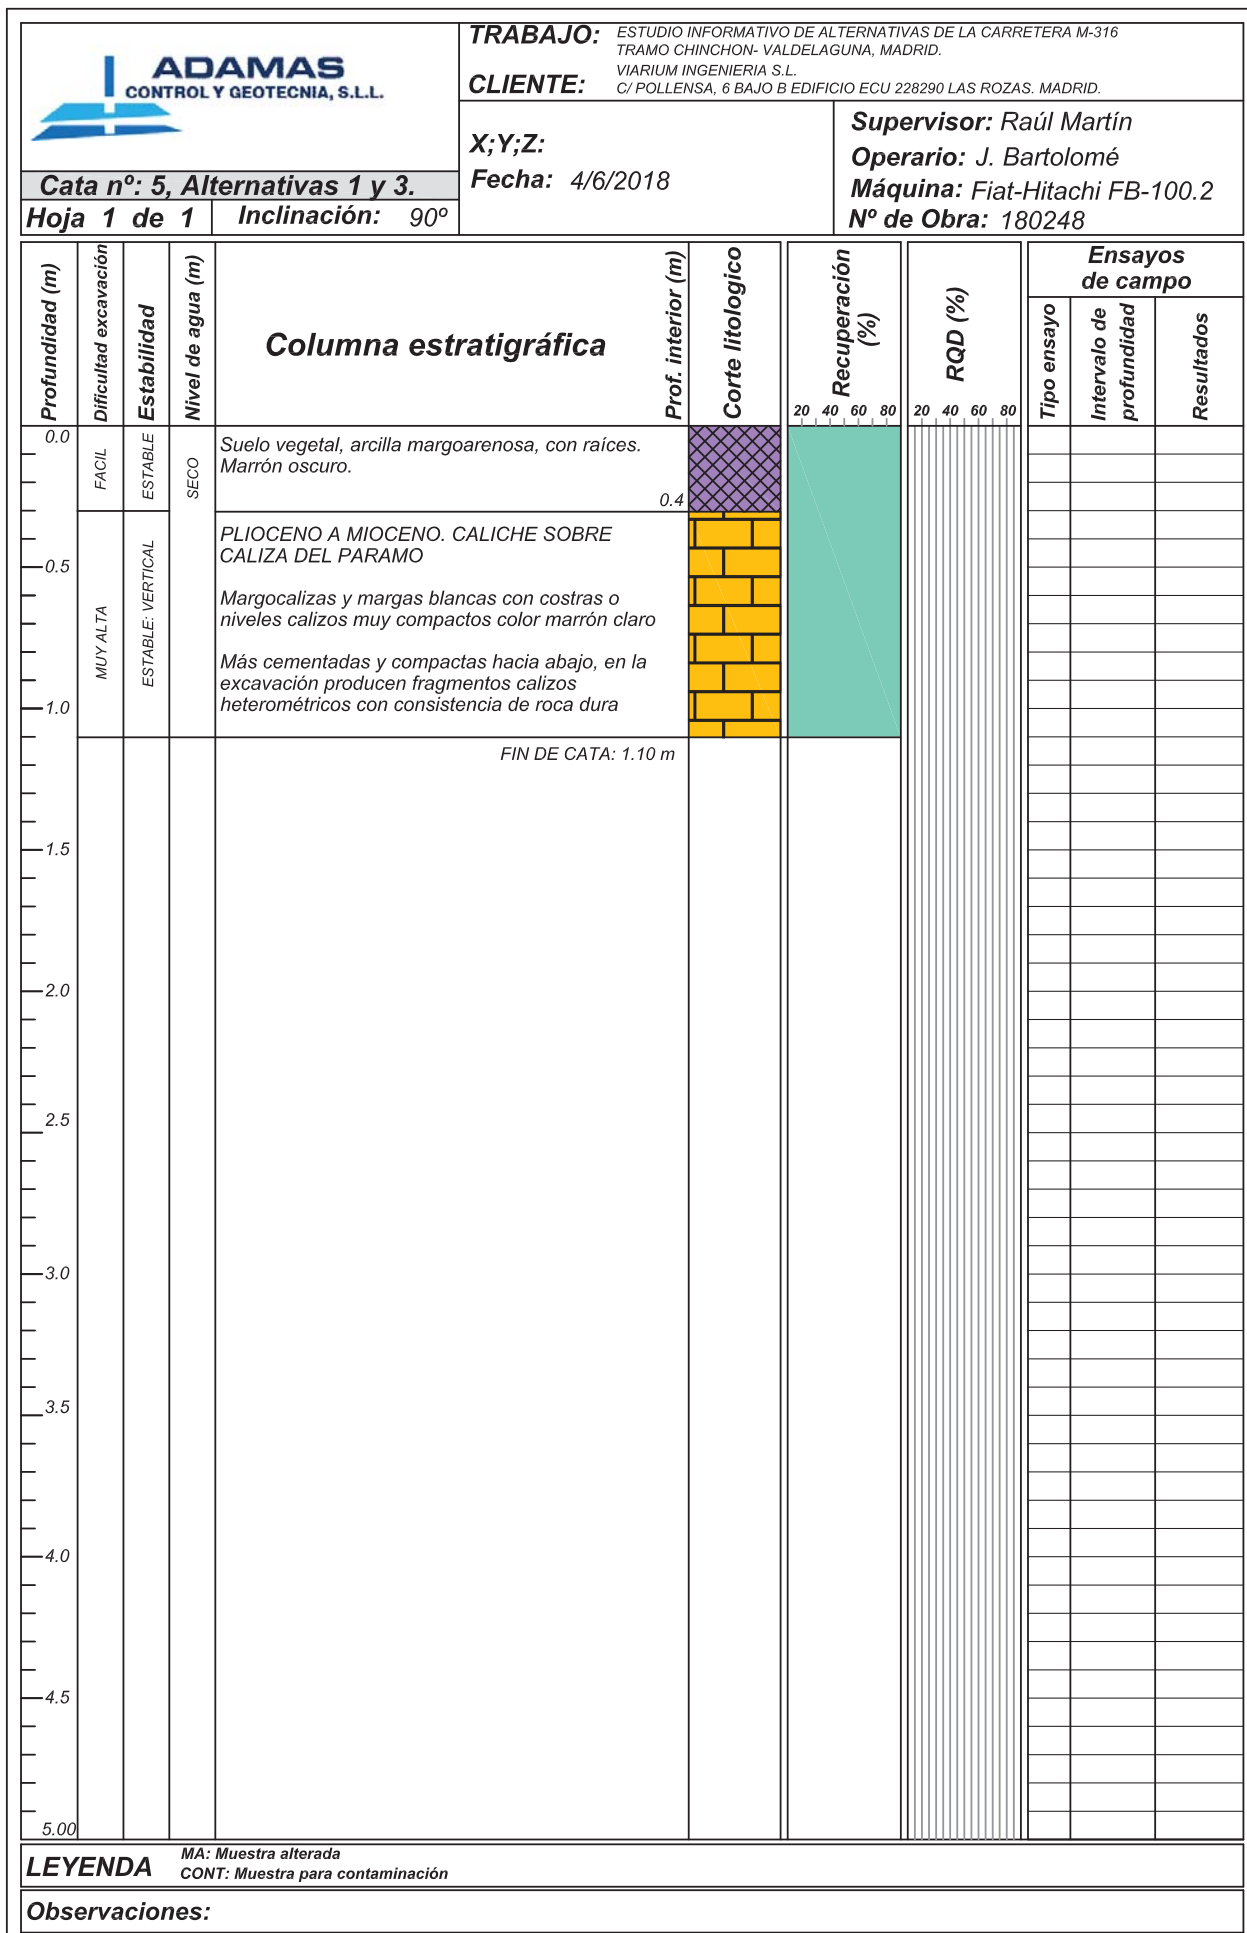 ADAMAS
CONTROL Y GEOTECNIA, S.L.L.
Cata nº: 5, Alternativas 1 y 3.
Hoja 1 de 1 Inclinación: 90º
TRABAJO: ESTUDIO INFORMATIVO DE ALTERNATIVAS DE LA CARRETERA M-316
TRAMO CHINCHON- VALDELAGUNA, MADRID.
CLIENTE: VIARIUM INGENIERIA S.L.
C/ POLLENSA, 6 BAJO B EDIFICIO ECU 228290 LAS ROZAS. MADRID.
X;Y;Z:
Fecha: 4/6/2018
Supervisor: Raúl Martín
Operario: J. Bartolomé
Máquina: Fiat-Hitachi FB-100.2
Nº de Obra: 180248
Profundidad (m)
Dificultad excavación
Estabilidad
Nivel de agua (m)
Columna estratigráfica
Prof. interior (m)
Corte litologico
Recuperación
(%)
20 40 60 80
RQD (%)
20 40 60 80
Ensayos
de campo
Tipo ensayo
Intervalo de
profundidad
Resultados
0.0
FACIL
ESTABLE
SECO
Suelo vegetal, arcilla margoarenosa, con raíces.
Marrón oscuro.
0.4
MUY ALTA
ESTABLE: VERTICAL
PLIOCENO A MIOCENO. CALICHE SOBRE
CALIZA DEL PARAMO
0.5
Margocalizas y margas blancas con costras o
niveles calizos muy compactos color marrón claro
Más cementadas y compactas hacia abajo, en la
excavación producen fragmentos calizos
heterométricos con consistencia de roca dura
1.0
FIN DE CATA: 1.10 m
1.5
2.0
2.5
3.0
3.5
4.0
4.5
5.00
LEYENDA
MA: Muestra alterada
CONT: Muestra para contaminación
Observaciones: